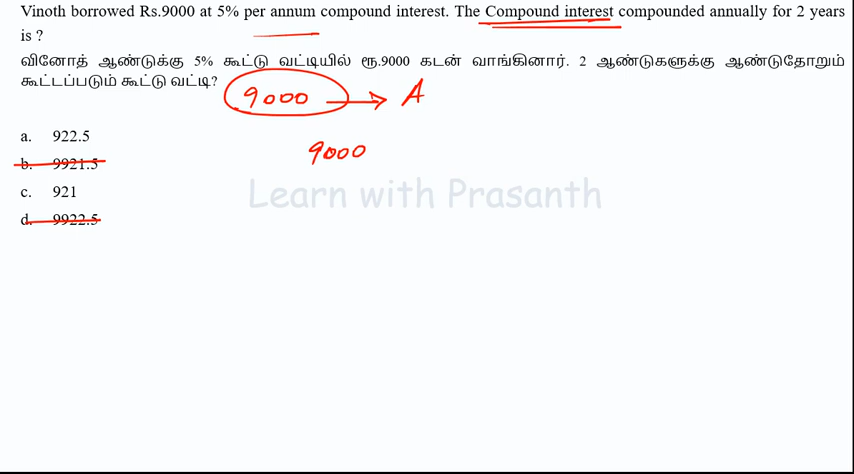 Vinoth borrowed Rs.9000 at 5% per annum compound interest. The Compound interest compounded annually for 2 years
is ?
வினோத் ஆண்டுக்கு 5% கூட்டு வட்டியில் ரூ.9000 கடன் வாங்கினார். 2 ஆண்டுகளுக்கு ஆண்டுதோறும்
கூட்டப்படும் கூட்டு வட்டி?
9000 → A
a. 922.5
9000
b. 9921.5
c. 921
Learn with Prasanth
d. 9922.5